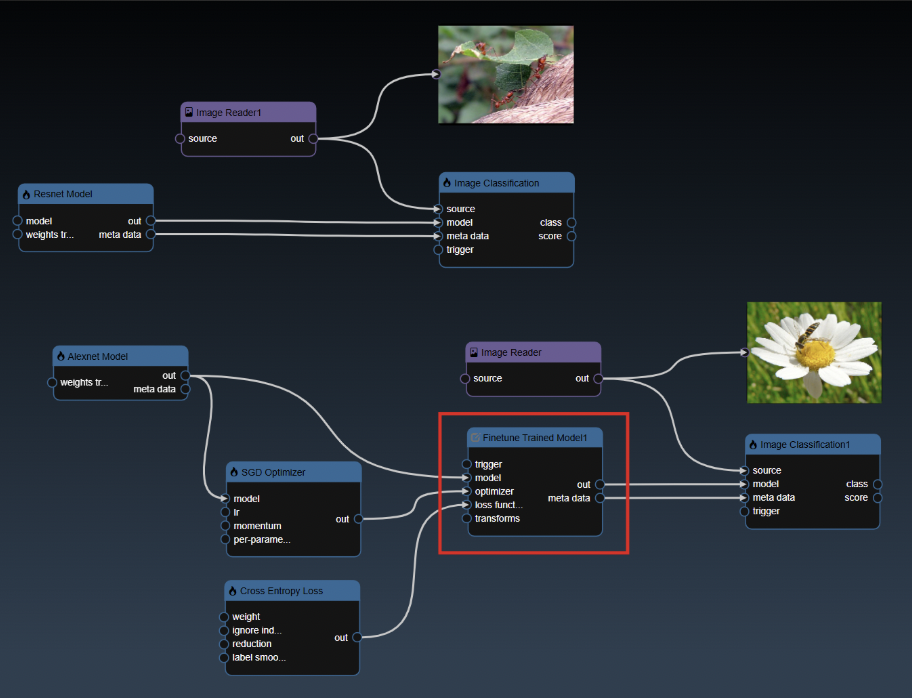 Image Reader1
source
out
Resnet Model
model
out
weights tr...
meta data
Image Classification
source
model
class
meta data
score
trigger
Alexnet Model
out
weights tr...
meta data
Image Reader
source
out
SGD Optimizer
model
lr
out
momentum
per-parame...
Finetune Trained Model1
trigger
model
out
optimizer
meta data
loss funct...
transforms
Image Classification1
source
model
class
meta data
score
trigger
Cross Entropy Loss
weight
ignore ind...
out
reduction
label smoo...